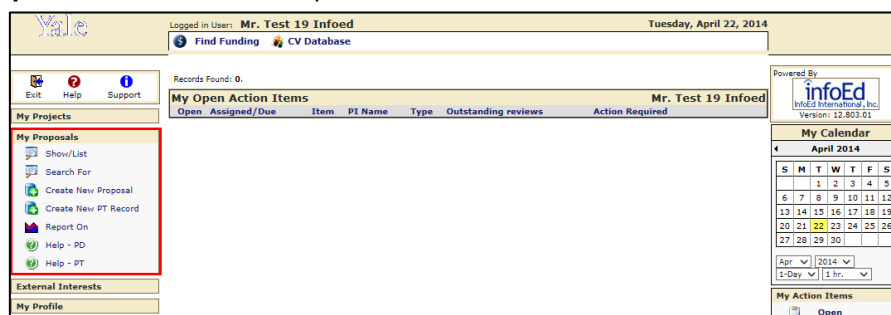 Yale
Logged in User: Mr. Test 19 Infoed Tuesday, April 22, 2014
Find Funding CV Database
Exit Help Support
My Projects
My Proposals
Show/List
Search For
Create New Proposal
Create New PT Record
Report On
Help - PD
Help - PT
External Interests
My Profile
Records Found: 0.
My Open Action Items Mr. Test 19 Infoed
Open Assigned/Due Item PI Name Type Outstanding reviews Action Required
Powered By
infoEd
InfoEd International, Inc.
Version: 12.803.01
My Calendar
April 2014
S M T W T F S
1 2 3 4 5
6 7 8 9 10 11 12
13 14 15 16 17 18 19
20 21 22 23 24 25 26
27 28 29 30
Apr 2014
1-Day 1 hr.
My Action Items
Open